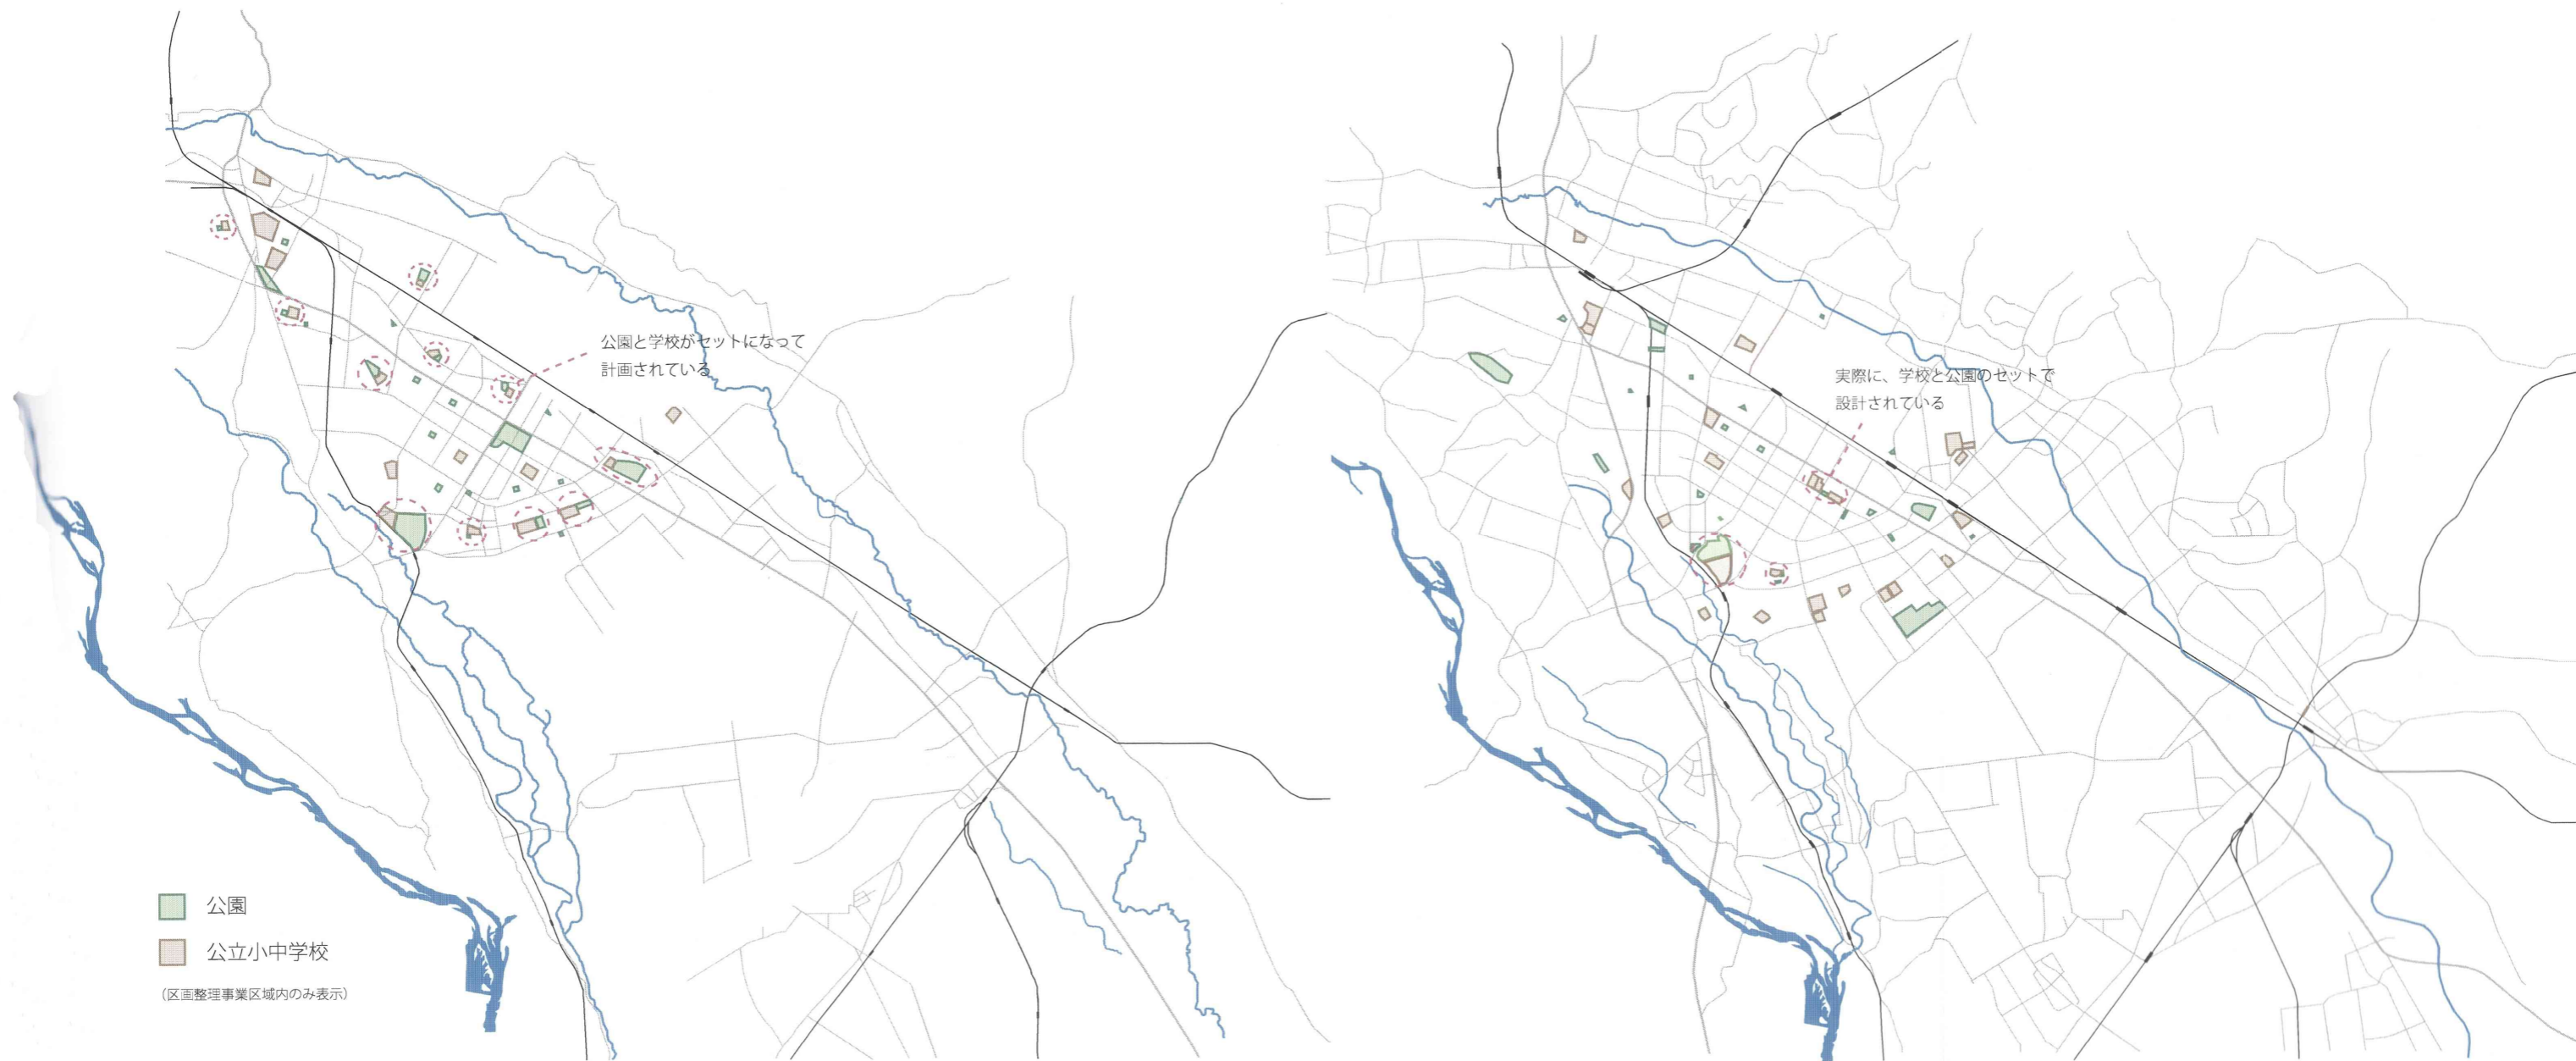 公園と学校がセットになって
計画されている
実際に、学校と公園のセットで
設計されている
公園
公立小中学校
（区画整理事業区域内のみ表示）